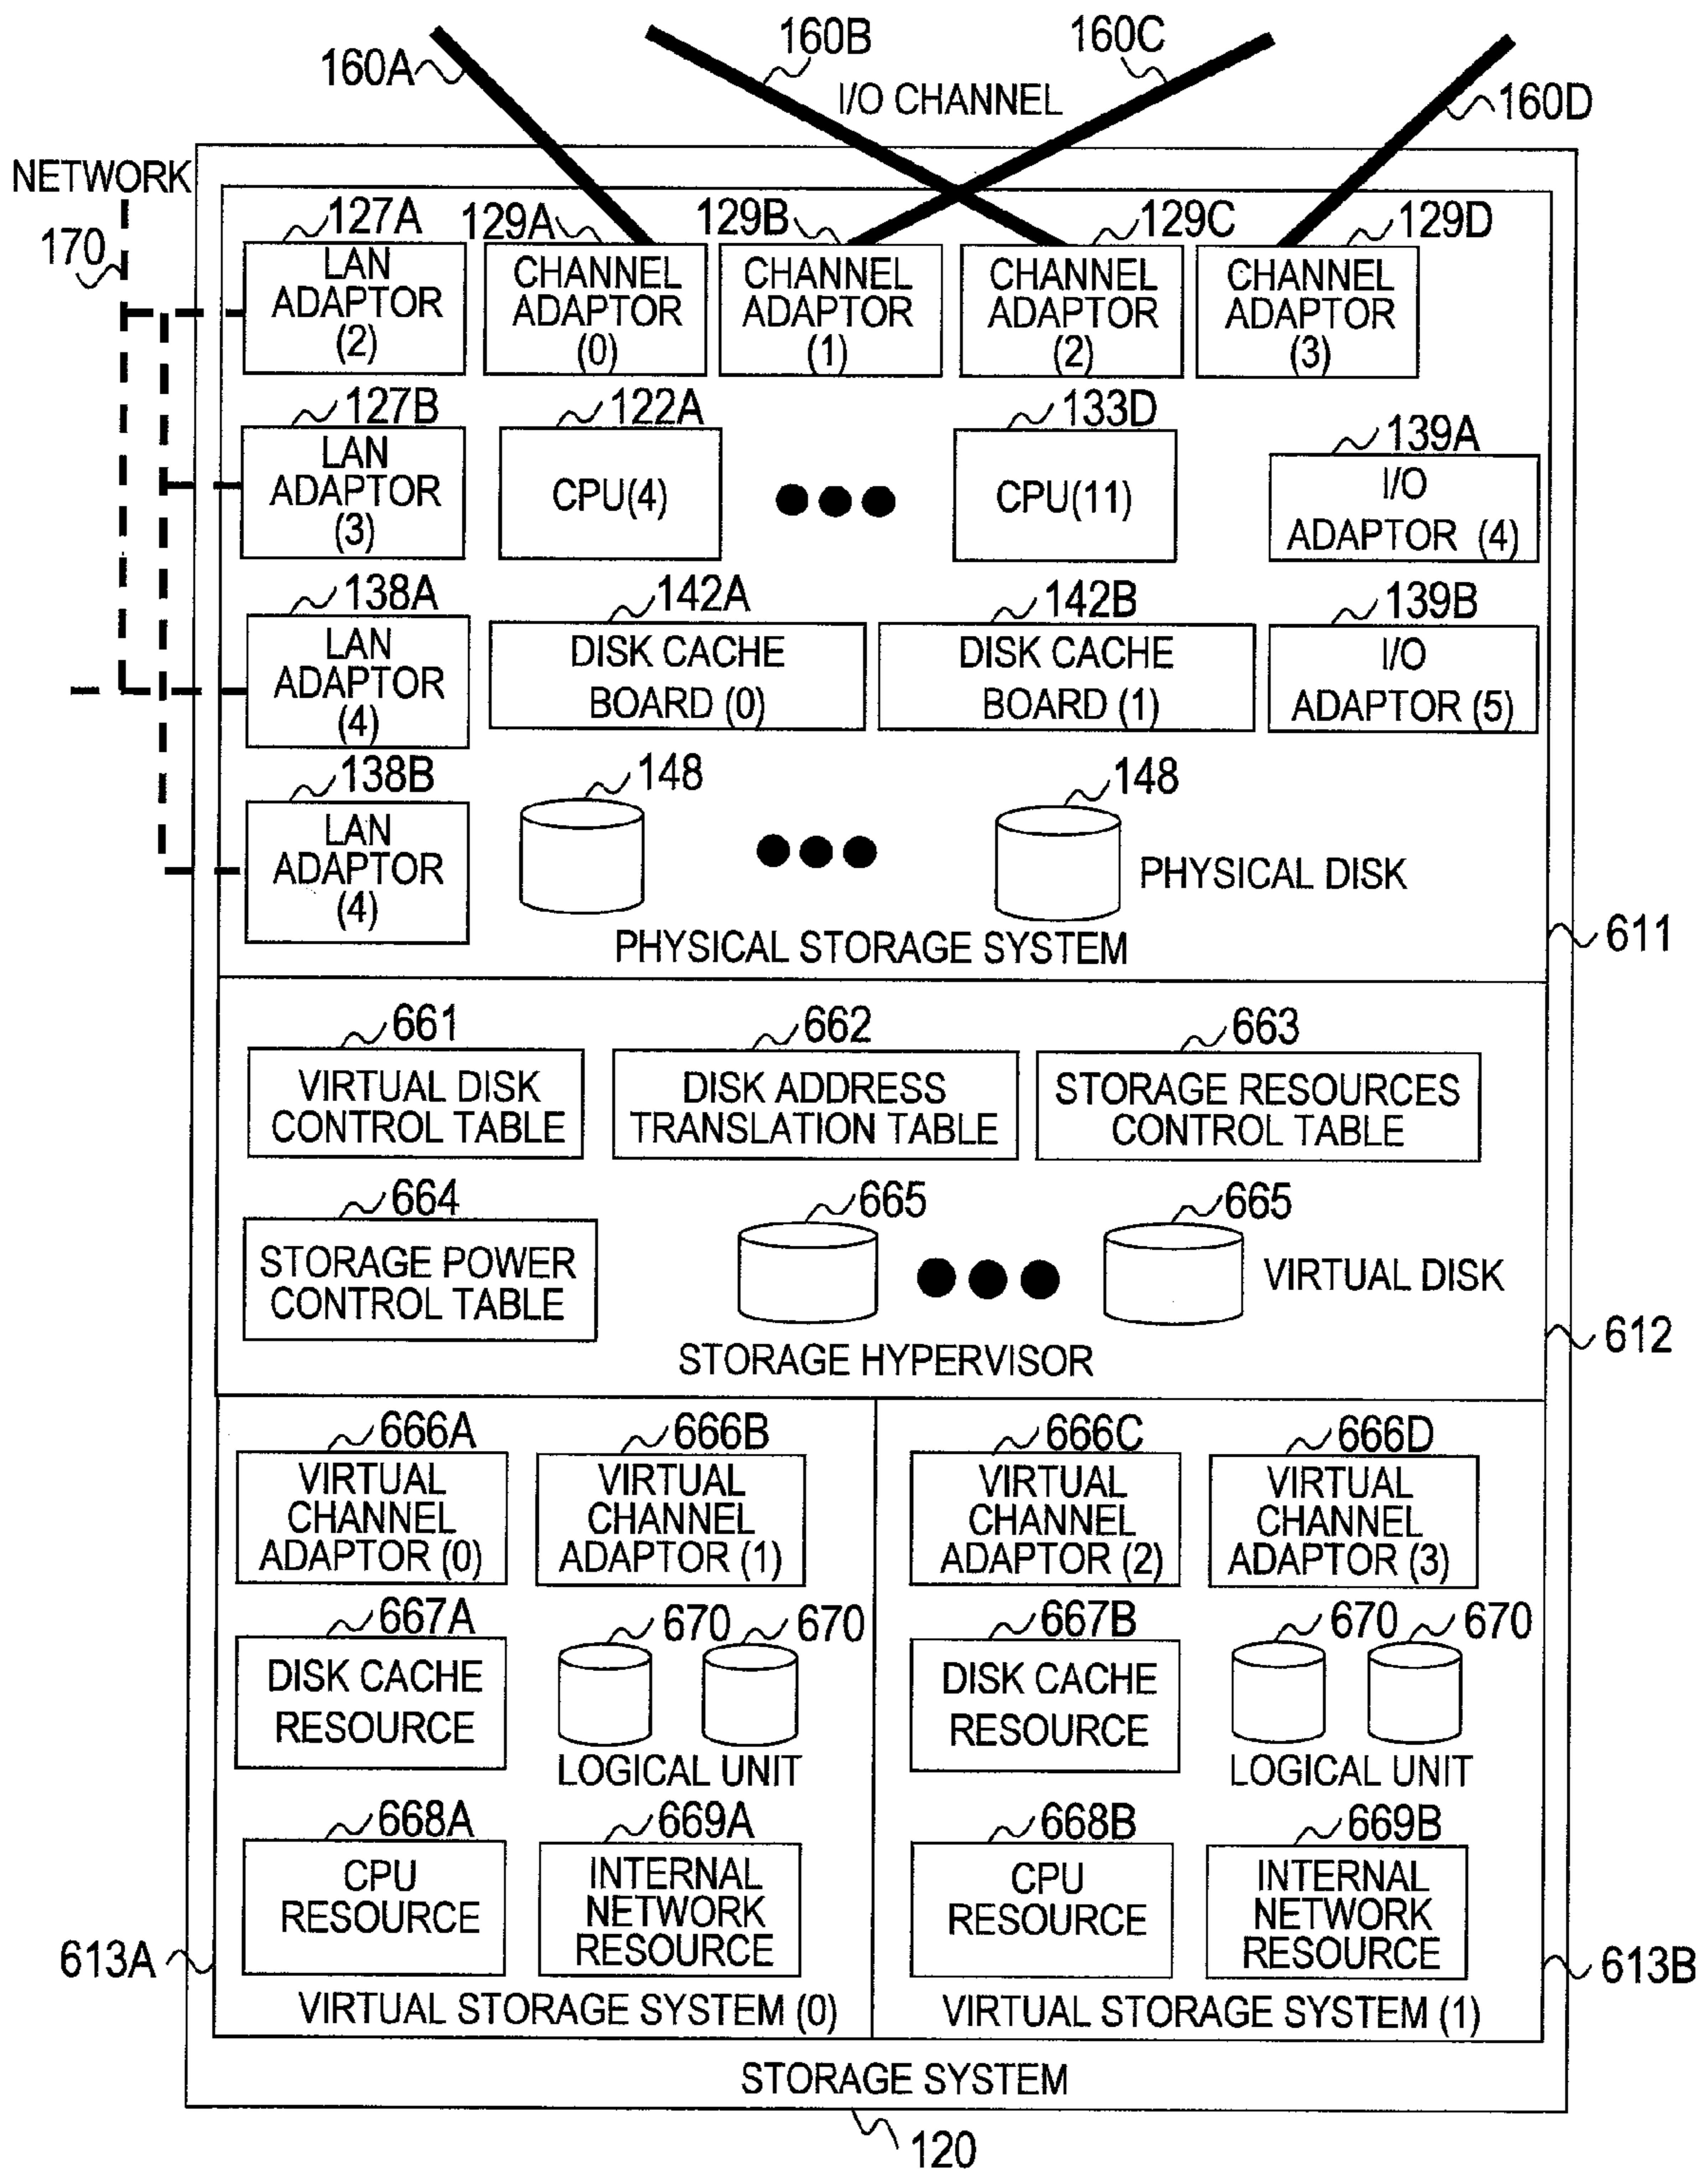 160A
160B
160C
I/O CHANNEL
160D
NETWORK
170
127A
129A
129B
129C
129D
LAN
ADAPTOR
(2)
CHANNEL
ADAPTOR
(0)
CHANNEL
ADAPTOR
(1)
CHANNEL
ADAPTOR
(2)
CHANNEL
ADAPTOR
(3)
127B
122A
133D
139A
LAN
ADAPTOR
(3)
CPU(4)
CPU(11)
I/O
ADAPTOR (4)
138A
142A
142B
139B
LAN
ADAPTOR
(4)
DISK CACHE
BOARD (0)
DISK CACHE
BOARD (1)
I/O
ADAPTOR (5)
138B
148
148
LAN
ADAPTOR
(4)
PHYSICAL DISK
PHYSICAL STORAGE SYSTEM
611
661
662
663
VIRTUAL DISK
CONTROL TABLE
DISK ADDRESS
TRANSLATION TABLE
STORAGE RESOURCES
CONTROL TABLE
664
665
665
STORAGE POWER
CONTROL TABLE
VIRTUAL DISK
STORAGE HYPERVISOR
612
666A
666B
666C
666D
VIRTUAL
CHANNEL
ADAPTOR (0)
VIRTUAL
CHANNEL
ADAPTOR (1)
VIRTUAL
CHANNEL
ADAPTOR (2)
VIRTUAL
CHANNEL
ADAPTOR (3)
667A
670
670
667B
670
670
DISK CACHE
RESOURCE
LOGICAL UNIT
DISK CACHE
RESOURCE
LOGICAL UNIT
668A
669A
668B
669B
CPU
RESOURCE
INTERNAL
NETWORK
RESOURCE
CPU
RESOURCE
INTERNAL
NETWORK
RESOURCE
613A
613B
VIRTUAL STORAGE SYSTEM (0)
VIRTUAL STORAGE SYSTEM (1)
STORAGE SYSTEM
120